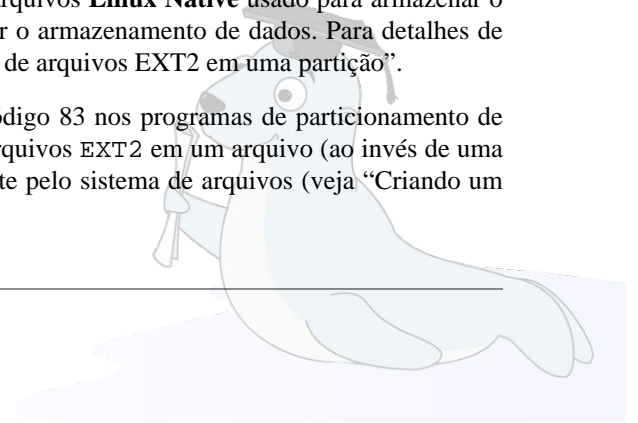 arquivos Linux Native usado para armazenar o
r o armazenamento de dados. Para detalhes de
de arquivos EXT2 em uma partição”.
ódigo 83 nos programas de particionamento de
rquivos EXT2 em um arquivo (ao invés de uma
te pelo sistema de arquivos (veja “Criando um